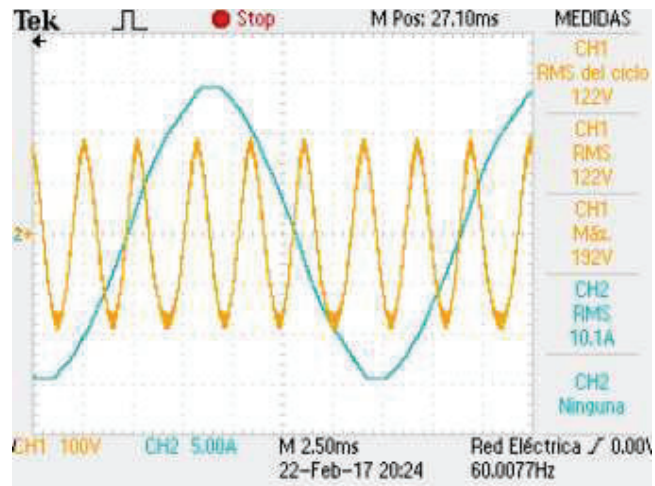 Tek Stop M Pos: 27.10ms MEDIDAS
CH1
RMS del ciclo
122V
CH1
RMS
122V
CH1
Máx.
192V
2
CH2
RMS
10.1A
CH2
Ninguna
CH1 100V CH2 5.00A M 2.50ms Red Eléctrica 0.00V
22-Feb-17 20:24 60.0077Hz